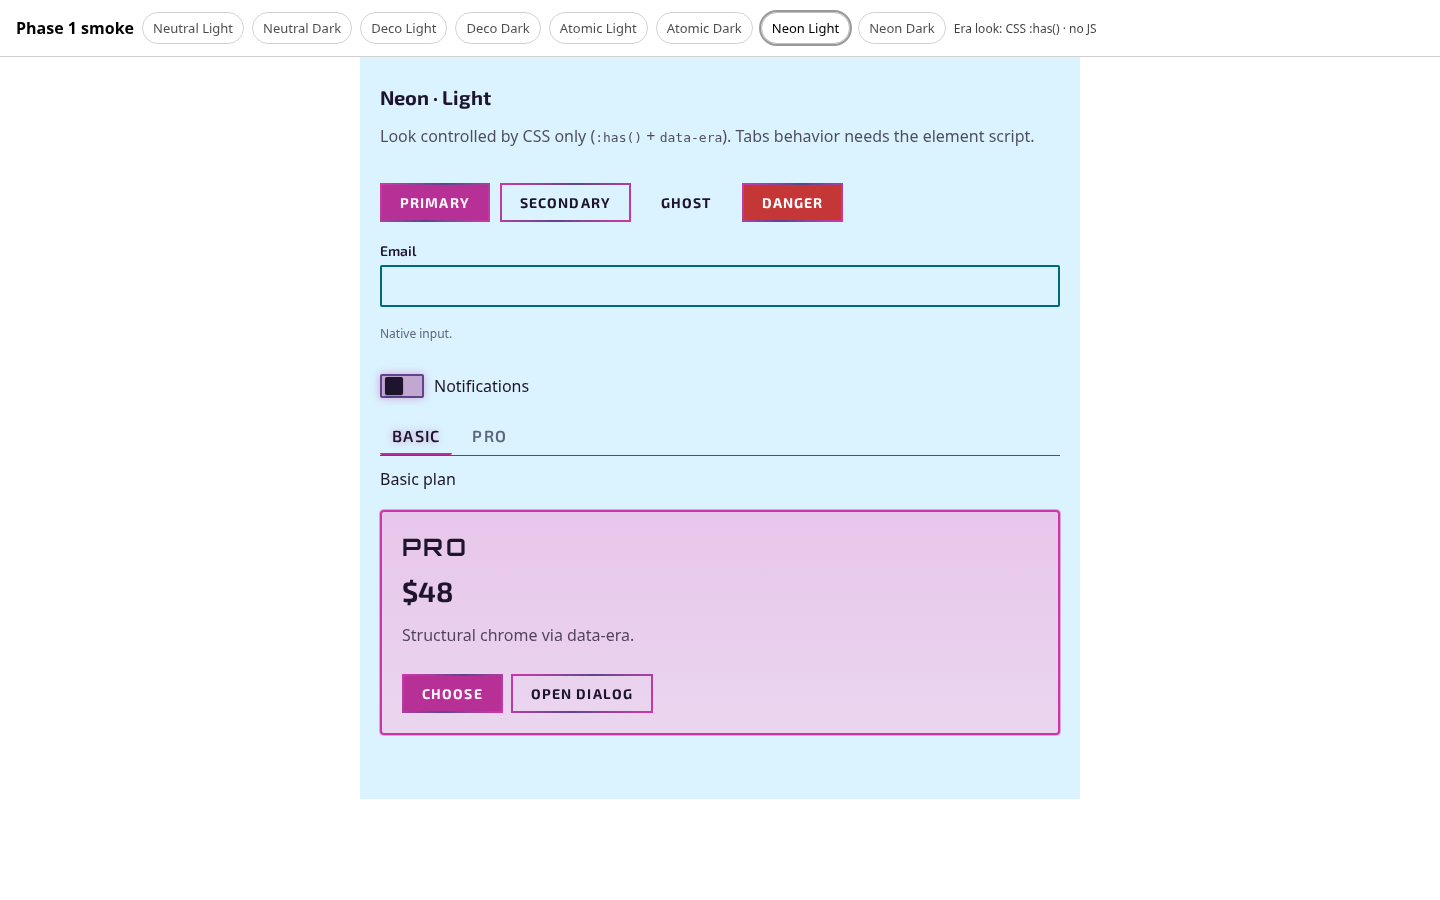 Phase 1 smoke Neutral Light Neutral Dark Deco Light Deco Dark Atomic Light Atomic Dark Neon Light Neon Dark Era look: CSS :has() · no JS
Neon · Light
Look controlled by CSS only (:has() + data-era). Tabs behavior needs the element script.
PRIMARY SECONDARY GHOST DANGER
Email
Native input.
Notifications
BASIC PRO
Basic plan
PRO
$48
Structural chrome via data-era.
CHOOSE OPEN DIALOG